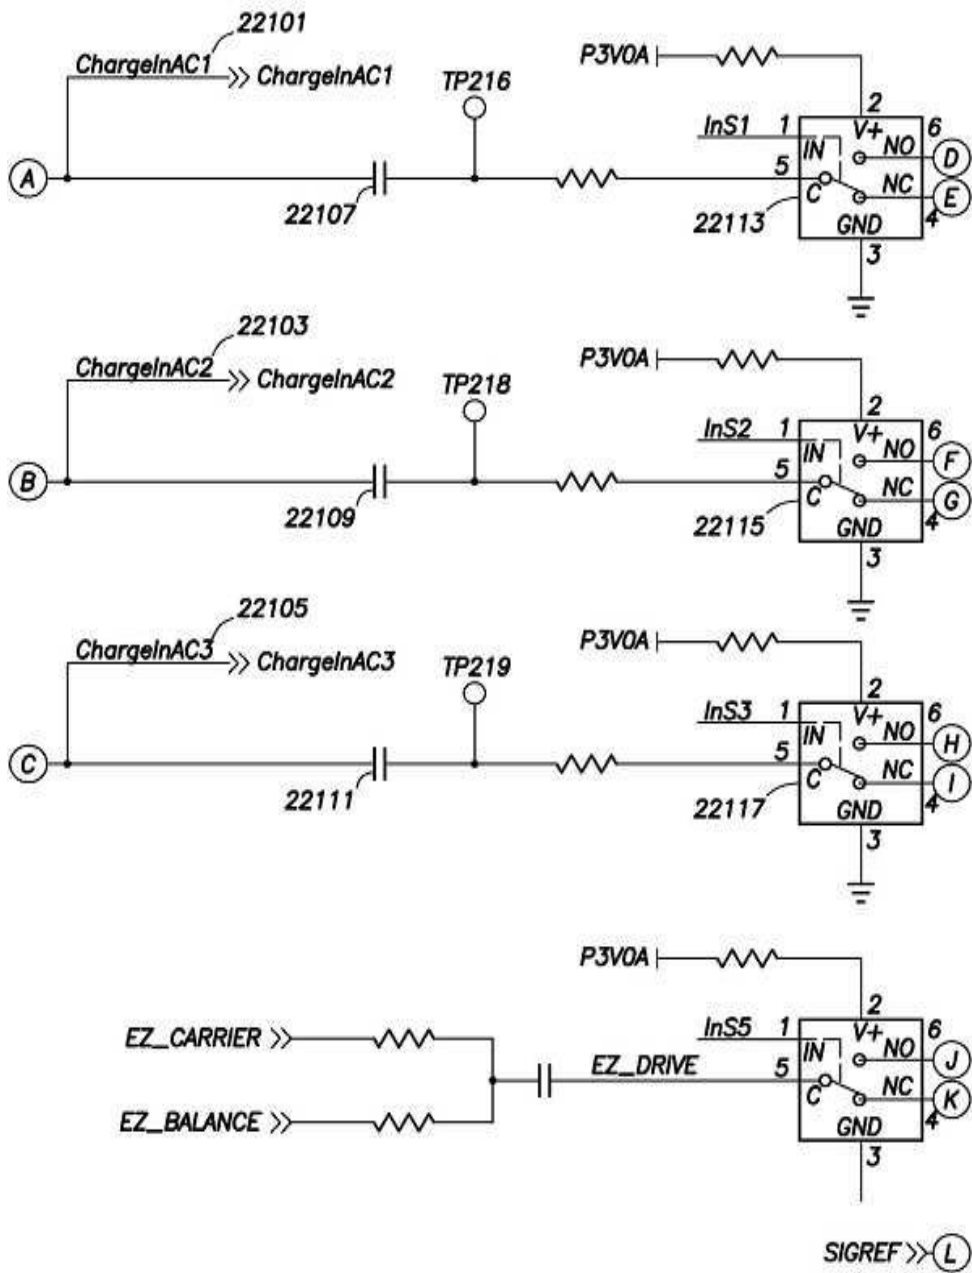 22101
ChargeInAC1
ChargeInAC1
TP216
P3V0A
2
InS1
1
V+
6
IN
NO
D
A
5
C
NC
E
22107
22113
GND
4
3
22103
ChargeInAC2
ChargeInAC2
TP218
P3V0A
2
InS2
1
V+
6
IN
NO
F
B
5
C
NC
G
22109
22115
GND
4
3
22105
ChargeInAC3
ChargeInAC3
TP219
P3V0A
2
InS3
1
V+
6
IN
NO
H
C
5
C
NC
I
22111
22117
GND
4
3
P3V0A
2
EZ_CARRIER
InS5
1
V+
6
IN
NO
J
EZ_DRIVE
5
C
NC
K
EZ_BALANCE
GND
4
3
SIGREF
L